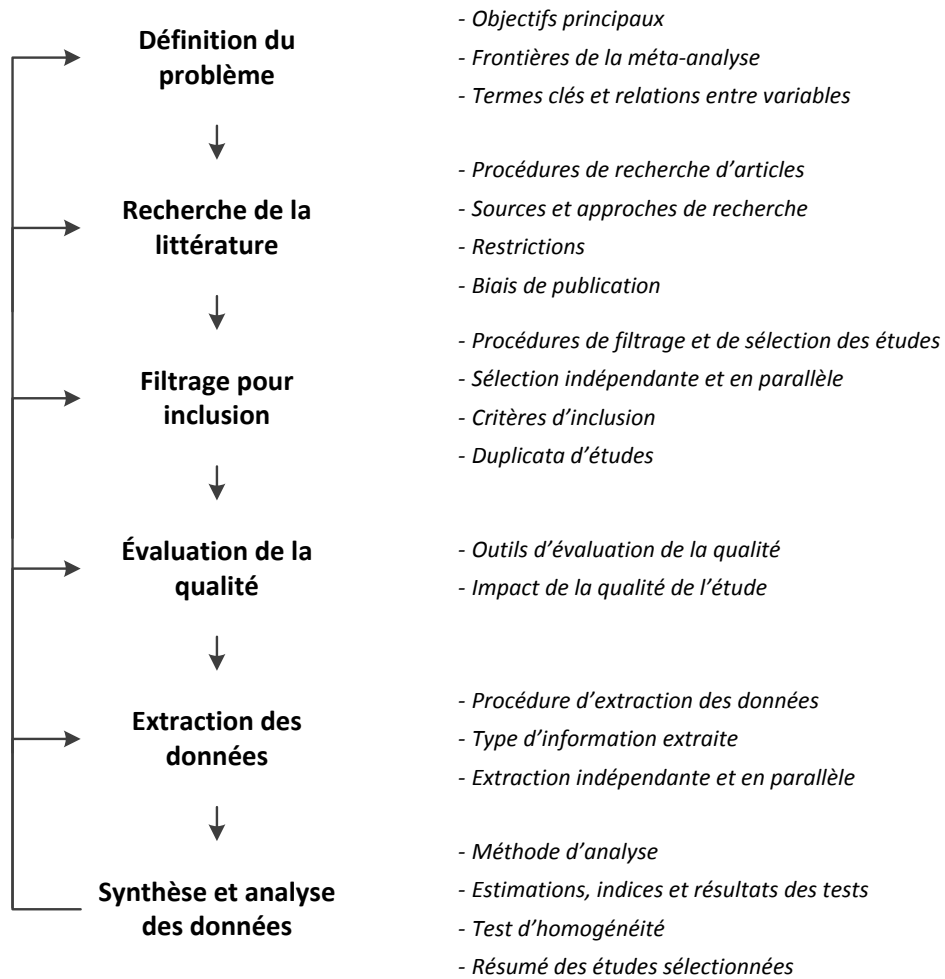 Définition du
problème
- Objectifs principaux
- Frontières de la méta-analyse
- Termes clés et relations entre variables
Recherche de la
littérature
- Procédures de recherche d’articles
- Sources et approches de recherche
- Restrictions
- Biais de publication
Filtrage pour
inclusion
- Procédures de filtrage et de sélection des études
- Sélection indépendante et en parallèle
- Critères d’inclusion
- Duplicata d’études
Évaluation de la
qualité
- Outils d’évaluation de la qualité
- Impact de la qualité de l’étude
Extraction des
données
- Procédure d’extraction des données
- Type d’information extraite
- Extraction indépendante et en parallèle
Synthèse et analyse
des données
- Méthode d’analyse
- Estimations, indices et résultats des tests
- Test d’homogénéité
- Résumé des études sélectionnées